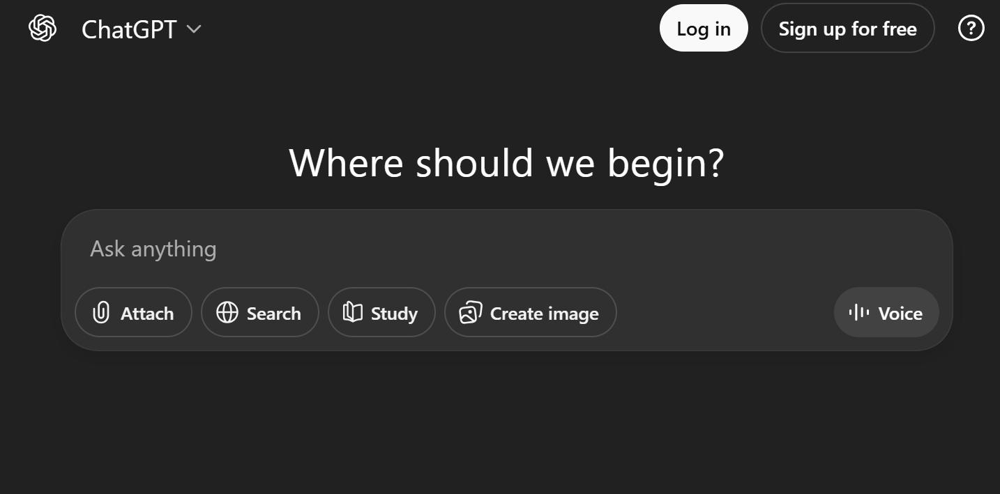 ChatGPT
Log in
Sign up for free
?
Where should we begin?
Ask anything
Attach
Search
Study
Create image
Voice